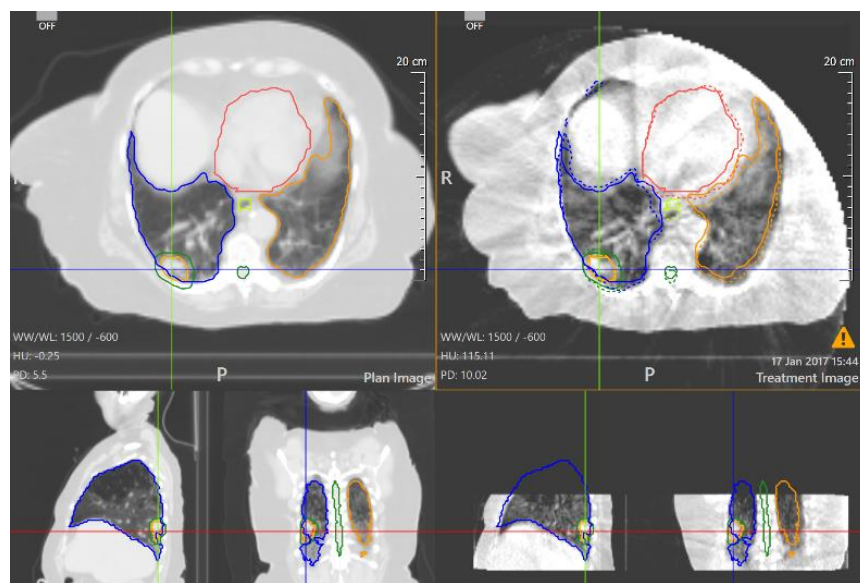 OFF
20 cm
R
WW/WL: 1500 / -600
HU: -0.25
PD: 5.5
P
Plan Image
OFF
20 cm
R
WW/WL: 1500 / -600
HU: 115.11
PD: 10.02
P
17 Jan 2017 15:44
Treatment Image